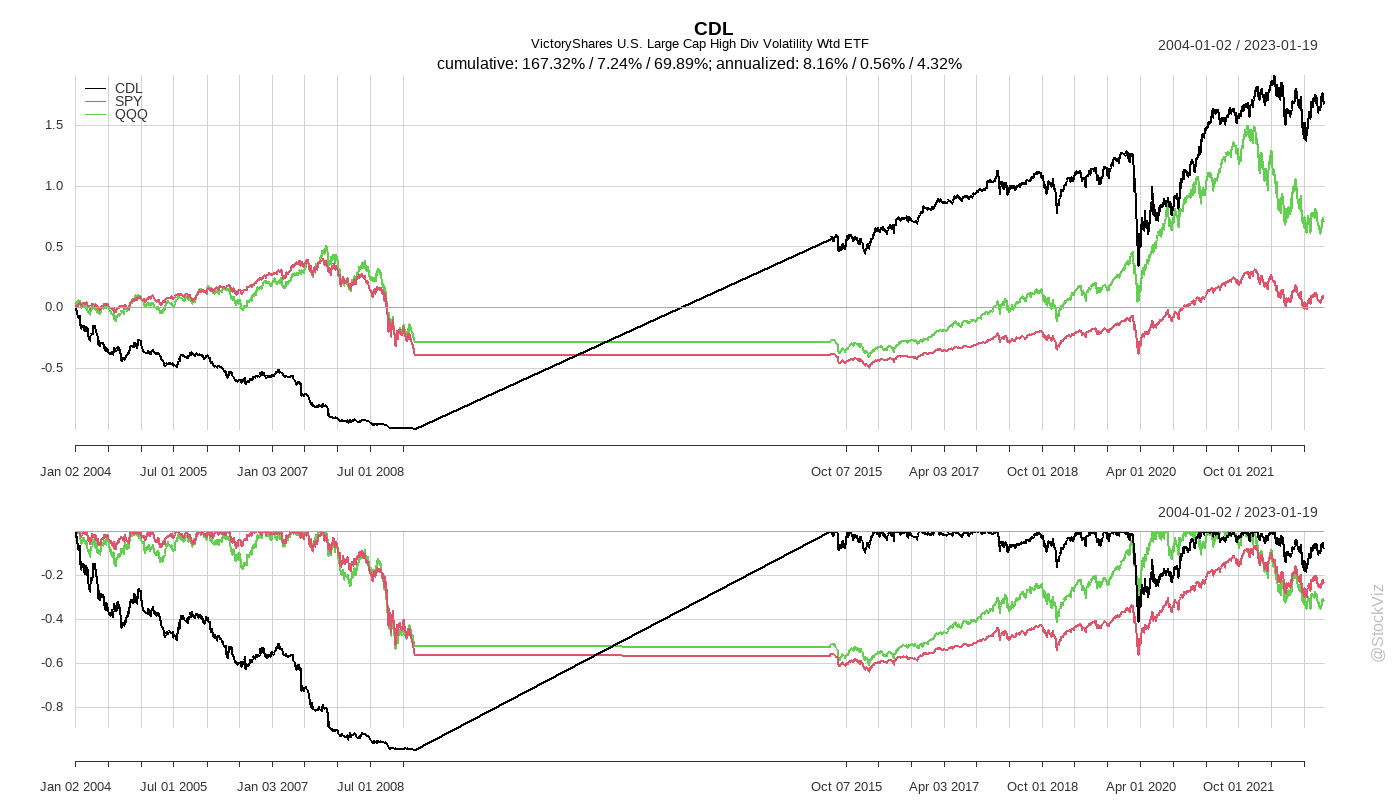 CDL
VictoryShares U.S. Large Cap High Div Volatility Wtd ETF
2004-01-02 / 2023-01-19
cumulative: 167.32% / 7.24% / 69.89%; annualized: 8.16% / 0.56% / 4.32%
CDL
SPY
QQQ
1.5
1.0
0.5
0.0
-0.5
Jan 02 2004 Jul 01 2005 Jan 03 2007 Jul 01 2008 Oct 07 2015 Apr 03 2017 Oct 01 2018 Apr 01 2020 Oct 01 2021
2004-01-02 / 2023-01-19
-0.2
-0.4
-0.6
-0.8
Jan 02 2004 Jul 01 2005 Jan 03 2007 Jul 01 2008 Oct 07 2015 Apr 03 2017 Oct 01 2018 Apr 01 2020 Oct 01 2021
@StockViz